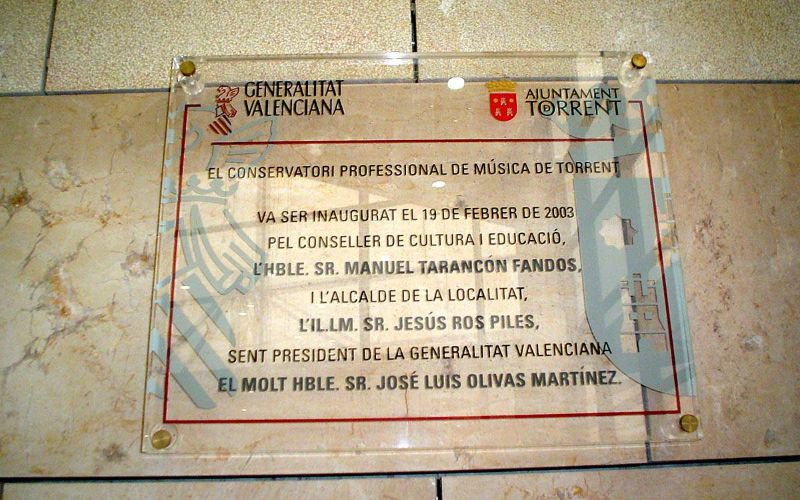 GENERALITAT
VALENCIANA
AJUNTAMENT
DE TORRENT
EL CONSERVATORI PROFESSIONAL DE MÚSICA DE TORRENT
VA SER INAUGURAT EL 19 DE FEBRER DE 2003
PEL CONSELLER DE CULTURA I EDUCACIÓ,
L'HBLE. SR. MANUEL TARANCÓN FANDOS,
I L'ALCALDE DE LA LOCALITAT,
L'IL.LM. SR. JESÚS ROS PILES,
SENT PRESIDENT DE LA GENERALITAT VALENCIANA
EL MOLT HBLE. SR. JOSÉ LUIS OLIVAS MARTÍNEZ.